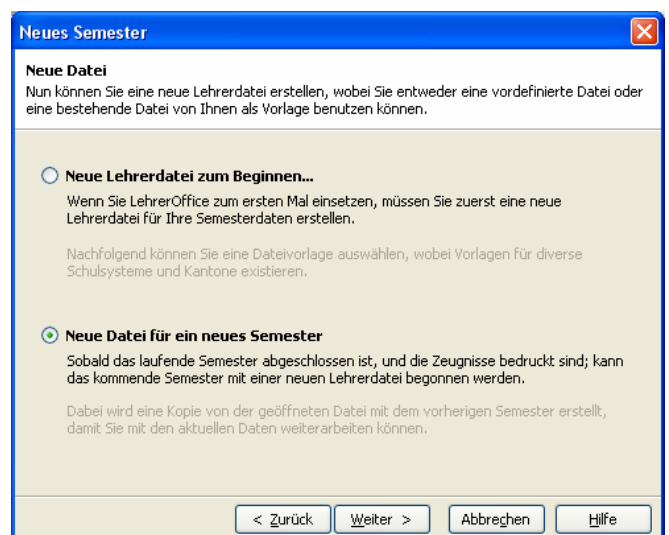 Neues Semester
Neue Datei
Nun können Sie eine neue Lehrerdatei erstellen, wobei Sie entweder eine vordefinierte Datei oder
eine bestehende Datei von Ihnen als Vorlage benutzen können.
Neue Lehrerdatei zum Beginnen...
Wenn Sie LehrerOffice zum ersten Mal einsetzen, müssen Sie zuerst eine neue
Lehrerdatei für Ihre Semesterdaten erstellen.
Nachfolgend können Sie eine Dateivorlage auswählen, wobei Vorlagen für diverse
Schulsysteme und Kantone existieren.
Neue Datei für ein neues Semester
Sobald das laufende Semester abgeschlossen ist, und die Zeugnisse bedruckt sind; kann
das kommende Semester mit einer neuen Lehrerdatei begonnen werden.
Dabei wird eine Kopie von der geöffneten Datei mit dem vorherigen Semester erstellt,
damit Sie mit den aktuellen Daten weiterarbeiten können.
< Zurück Weiter > Abbrechen Hilfe